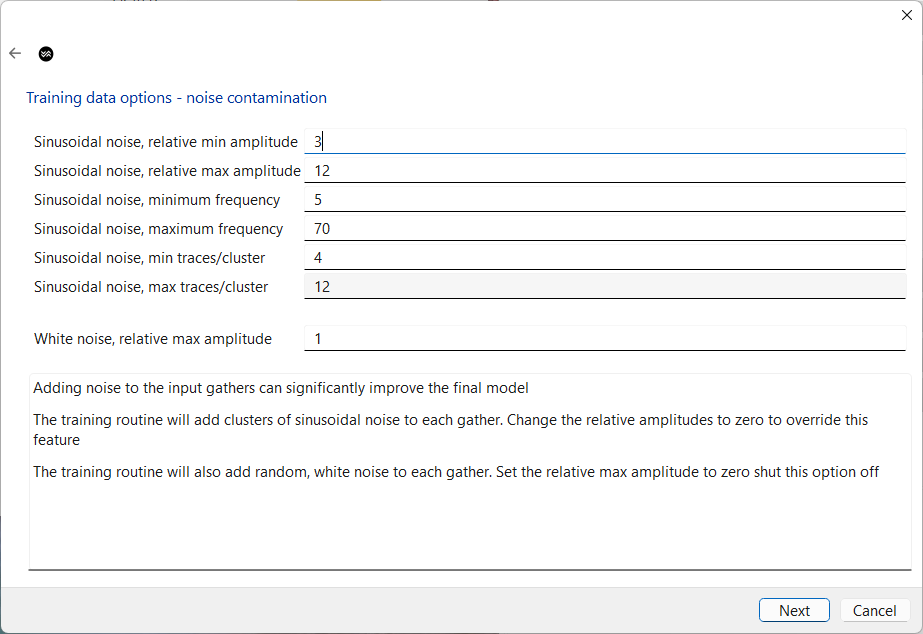 Training data options - noise contamination
Sinusoidal noise, relative min amplitude 3
Sinusoidal noise, relative max amplitude 12
Sinusoidal noise, minimum frequency 5
Sinusoidal noise, maximum frequency 70
Sinusoidal noise, min traces/cluster 4
Sinusoidal noise, max traces/cluster 12
White noise, relative max amplitude 1
Adding noise to the input gathers can significantly improve the final model
The training routine will add clusters of sinusoidal noise to each gather. Change the relative amplitudes to zero to override this
feature
The training routine will also add random, white noise to each gather. Set the relative max amplitude to zero shut this option off
Next Cancel